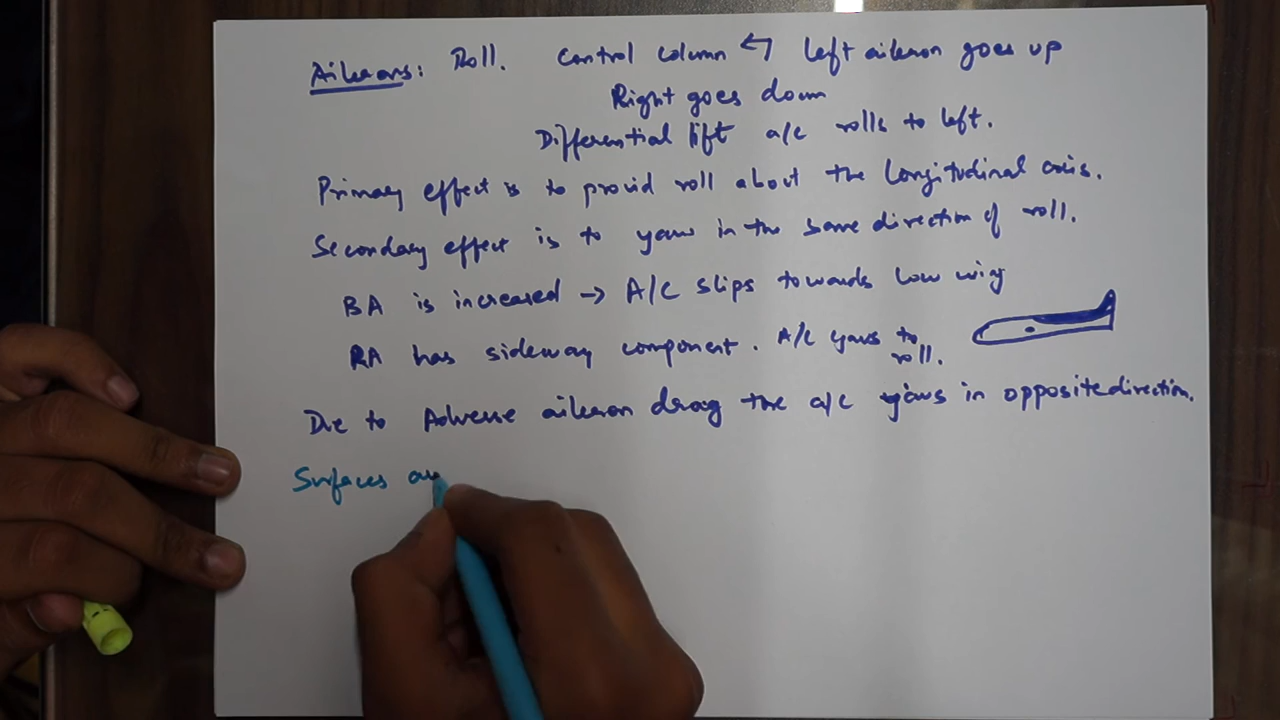 Ailerons: Roll. Control column ↰ Left aileron goes up
Right goes down
Differential lift a/c rolls to left.
Primary effect is to provid roll about the Longitudinal axis.
Secondary effect is to yaw in the same direction of roll.
BA is increased → A/C slips towards low wing
RA has sideway component. A/C yaws to
roll.
Due to Adverse aileron drag the a/c yaws in opposite direction.
Surfaces